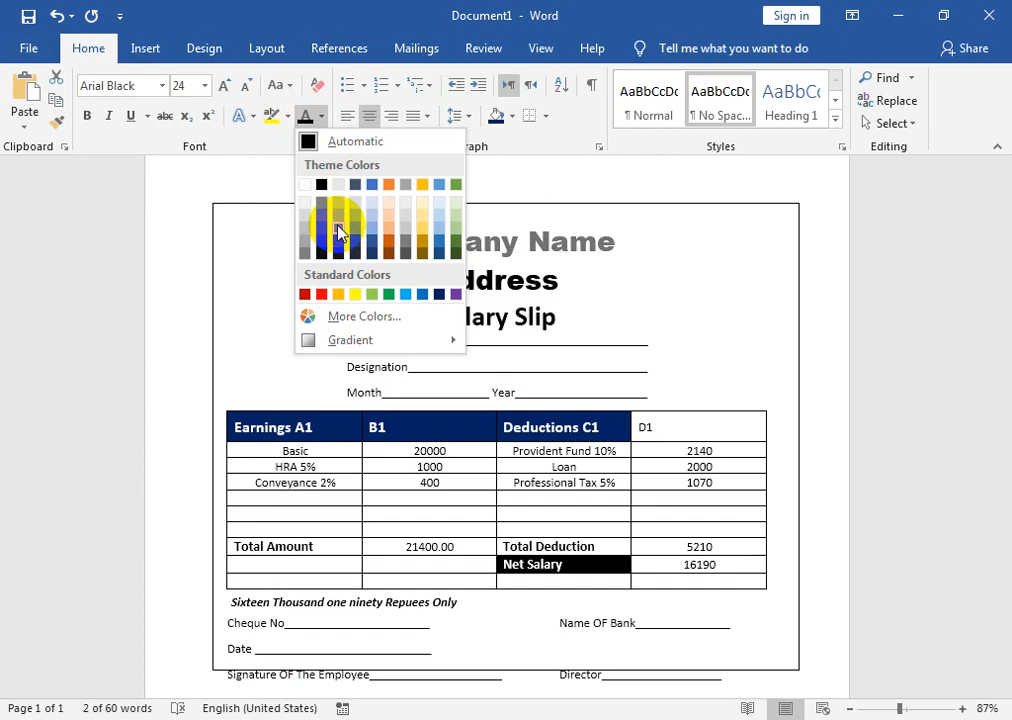 Document1 - Word
Sign in
File Home Insert Design Layout References Mailings Review View Help Tell me what you want to do Share
Paste
Arial Black 24 Aa
B I U abc X2 X2 A A
Clipboard Font Paragraph Styles Editing
AaBbCcDc AaBbCcDc AaBbCc
¶ Normal ¶ No Spac... Heading 1
Find
Replace
Select
Automatic
Theme Colors
Standard Colors
More Colors...
Gradient
any Name
ddress
lary Slip
Designation
Month Year
Earnings A1 B1 Deductions C1 D1
Basic 20000 Provident Fund 10% 2140
HRA 5% 1000 Loan 2000
Conveyance 2% 400 Professional Tax 5% 1070
Total Amount 21400.00 Total Deduction 5210
Net Salary 16190
Sixteen Thousand one ninety Repuees Only
Cheque No Name OF Bank
Date
Signature OF The Employee Director
Page 1 of 1 2 of 60 words English (United States) 87%